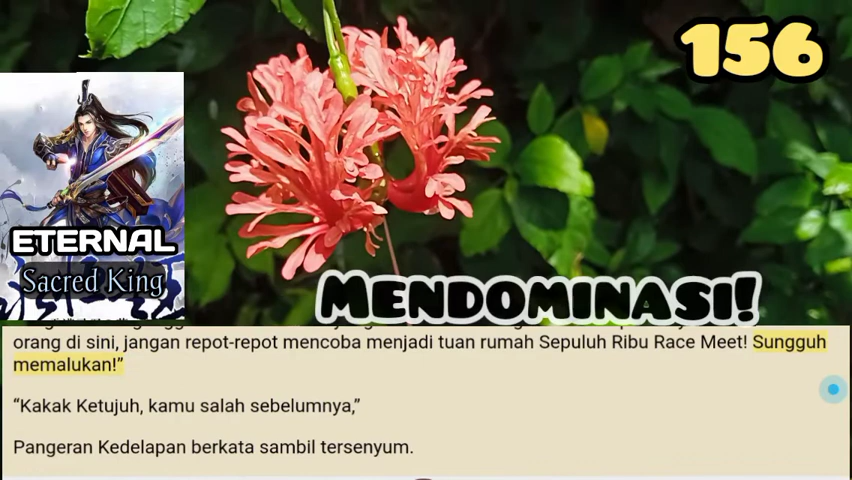 156
ETERNAL
Sacred King
MENDOMINASI!
orang di sini, jangan repot-repot mencoba menjadi tuan rumah Sepuluh Ribu Race Meet! Sungguh
memalukan!”
“Kakak Ketujuh, kamu salah sebelumnya,”
Pangeran Kedelapan berkata sambil tersenyum.